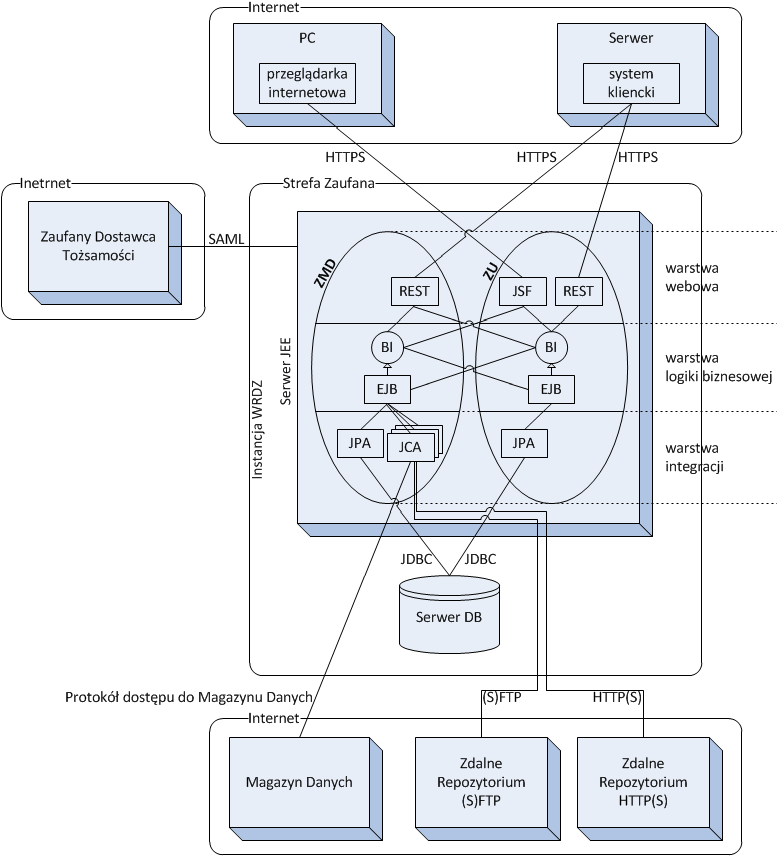 Internet
PC
Serwer
przeglądarka
internetowa
system
kliencki
HTTPS
HTTPS
HTTPS
Inetrnet
Strefa Zaufana
Zaufany Dostawca
Tożsamości
SAML
ZMD
ZU
warstwa
webowa
REST
JSF
REST
Instancja WRDZ
Serwer JEE
BI
BI
warstwa
logiki biznesowej
EJB
EJB
JPA
JCA
JPA
warstwa
integracji
JDBC
JDBC
Serwer DB
Protokół dostępu do Magazynu Danych
(S)FTP
HTTP(S)
Internet
Magazyn Danych
Zdalne
Repozytorium
(S)FTP
Zdalne
Repozytorium
HTTP(S)